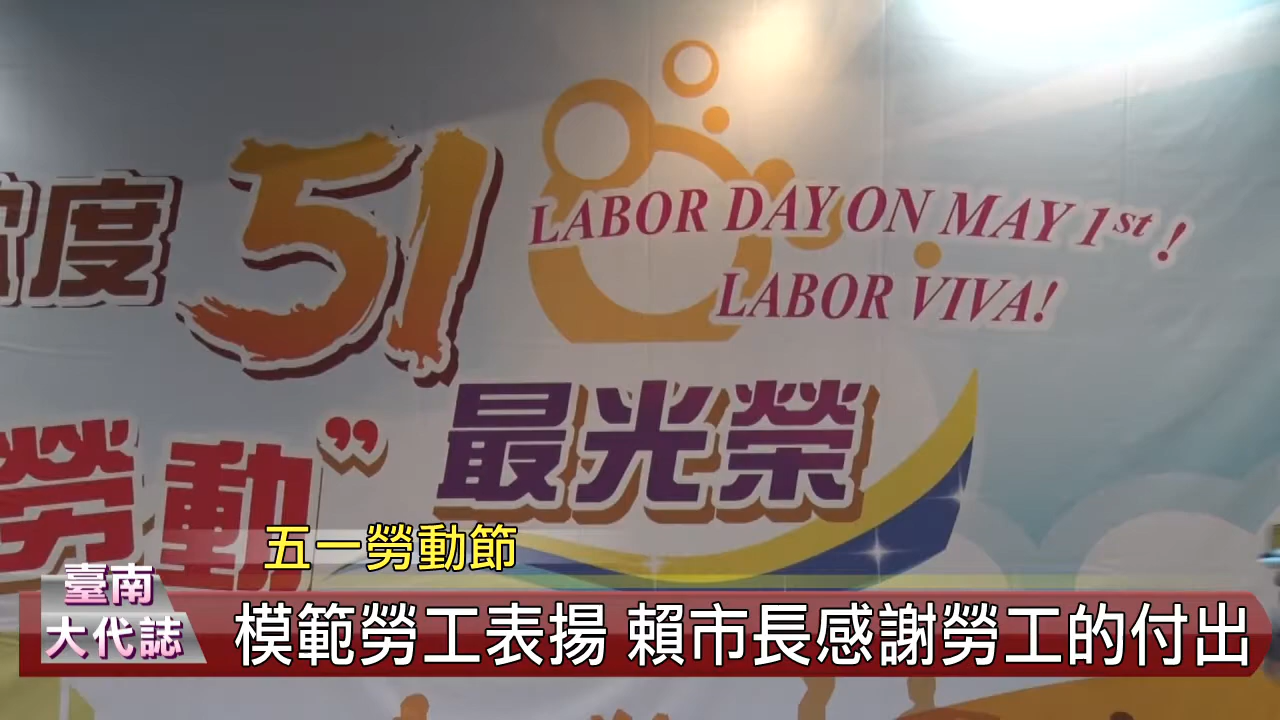 度 51
LABOR DAY ON MAY 1st !
LABOR VIVA!
勞動” 最光榮
五一勞動節
臺南
大代誌
模範勞工表揚 賴市長感謝勞工的付出